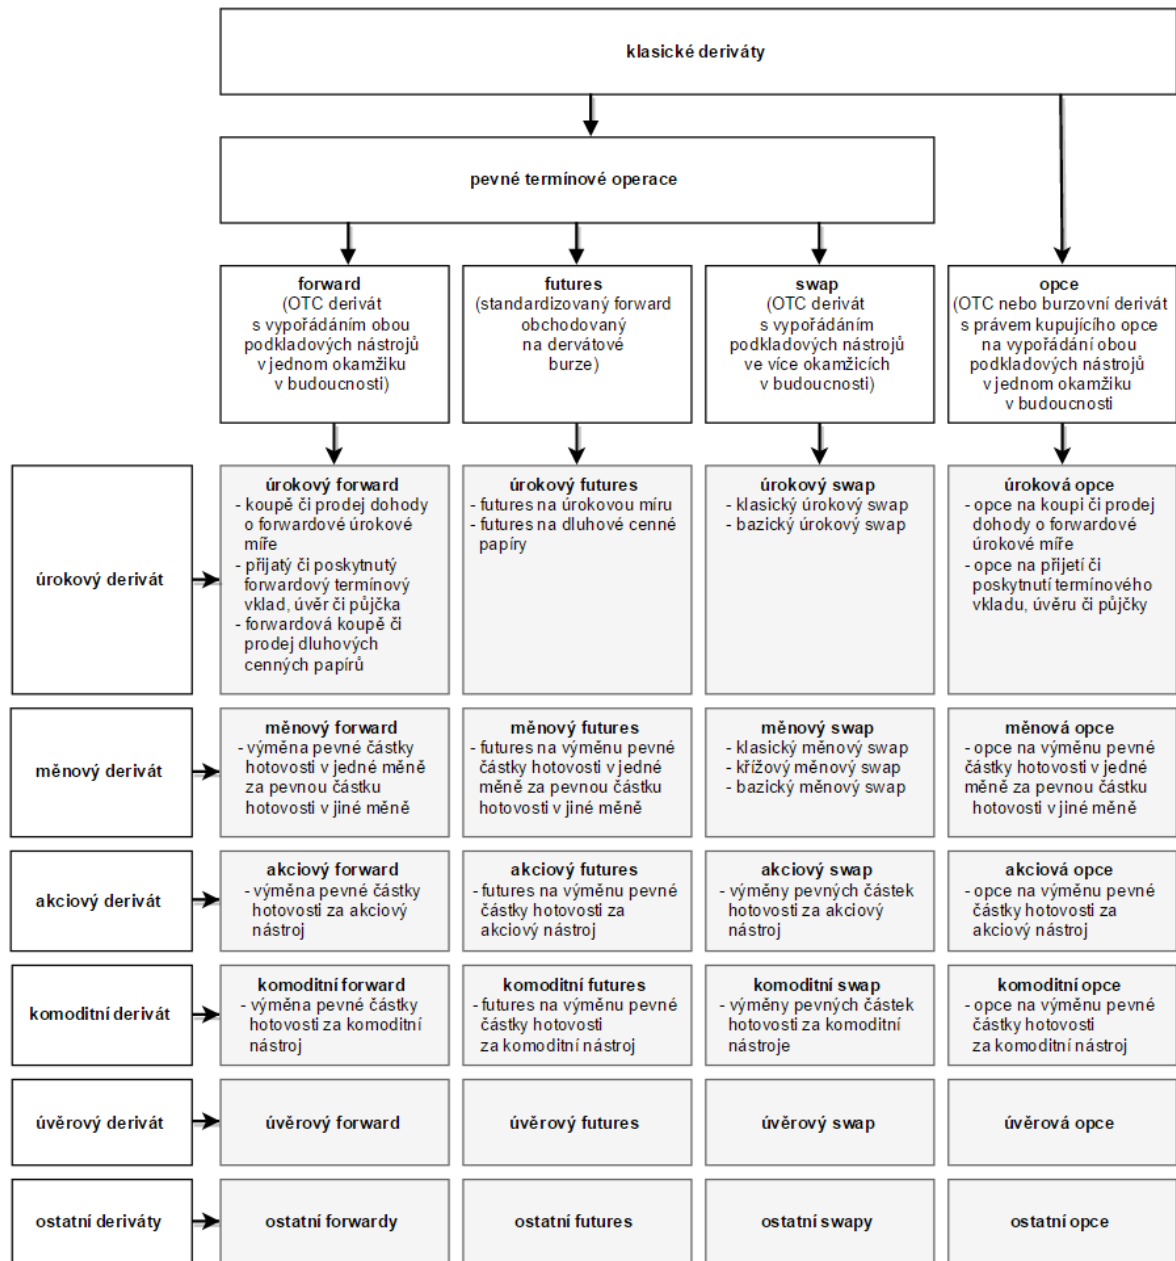 klasické deriváty
pevné termínové operace
forward
(OTC derivát
s vypořádáním obou
podkladových nástrojů
v jednom okamžiku
v budoucnosti)
futures
(standardizovaný forward
obchodovaný
na dervátové
burze)
swap
(OTC derivát
s vypořádáním
podkladových nástrojů
ve více okamžicích
v budoucnosti)
opce
(OTC nebo burzovní derivát
s právem kupujícího opce
na vypořádání obou
podkladových nástrojů
v jednom okamžiku
v budoucnosti
úrokový derivát
úrokový forward
- koupě či prodej dohody
o forwardové úrokové
míře
- přijatý či poskytnutý
forwardový termínový
vklad, úvěr či půjčka
- forwardová koupě či
prodej dluhových
cenných papírů
úrokový futures
- futures na úrokovou míru
- futures na dluhové cenné
papíry
úrokový swap
- klasický úrokový swap
- bazický úrokový swap
úroková opce
- opce na koupi či prodej
dohody o forwardové
úrokové míře
- opce na přijetí či
poskytnutí termínového
vkladu, úvěru či půjčky
měnový derivát
měnový forward
- výměna pevné částky
hotovosti v jedné měně
za pevnou částku
hotovosti v jiné měně
měnový futures
- futures na výměnu pevné
částky hotovosti v jedné
měně za pevnou částku
hotovosti v jiné měně
měnový swap
- klasický měnový swap
- křížový měnový swap
- bazický měnový swap
měnová opce
- opce na výměnu pevné
částky hotovosti v jedné
měně za pevnou částku
hotovosti v jiné měně
akciový derivát
akciový forward
- výměna pevné částky
hotovosti za akciový
nástroj
akciový futures
- futures na výměnu pevné
částky hotovosti za
akciový nástroj
akciový swap
- výměny pevných částek
hotovosti za akciový
nástroj
akciová opce
- opce na výměnu pevné
částky hotovosti za
akciový nástroj
komoditní derivát
komoditní forward
- výměna pevné částky
hotovosti za komoditní
nástroj
komoditní futures
- futures na výměnu pevné
částky hotovosti
za komoditní nástroj
komoditní swap
- výměny pevných částek
hotovosti za komoditní
nástroje
komoditní opce
- opce na výměnu pevné
částky hotovosti
za komoditní nástroj
úvěrový derivát
úvěrový forward
úvěrový futures
úvěrový swap
úvěrová opce
ostatní deriváty
ostatní forwardy
ostatní futures
ostatní swapy
ostatní opce